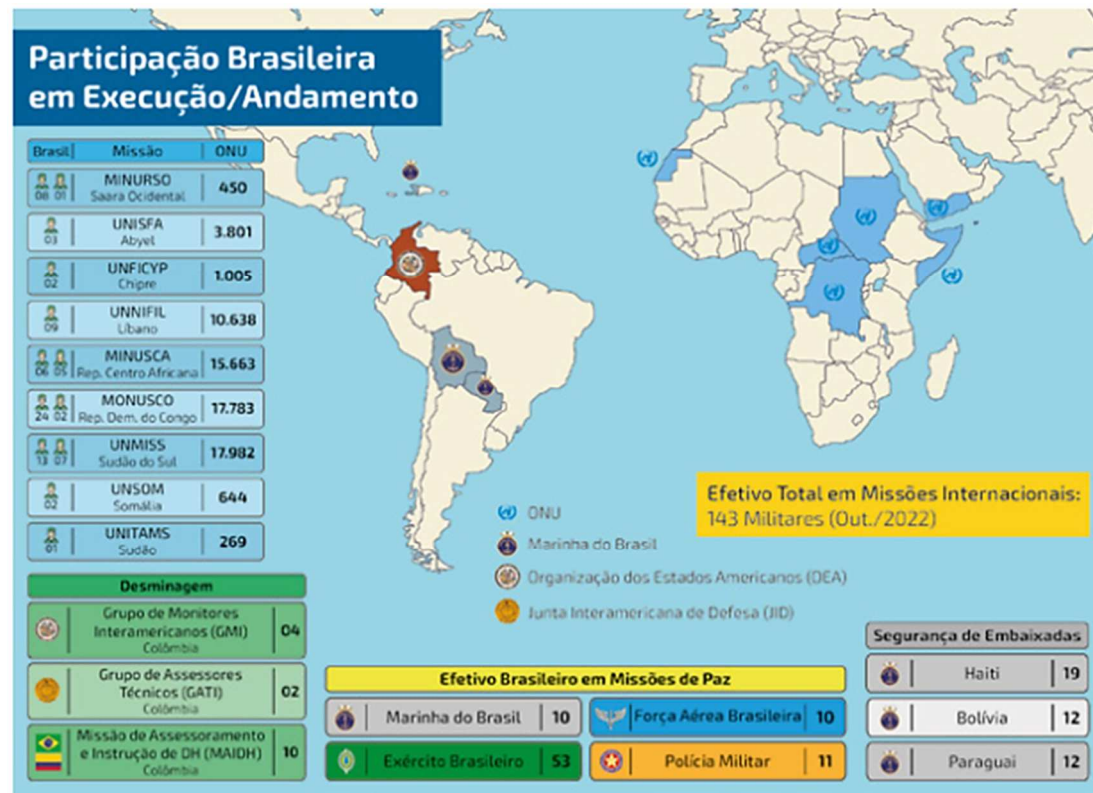 Participação Brasileira
em Execução/Andamento
Brasil Missão ONU
08 01 MINURSO 450
Saara Ocidental
03 UNISFA 3.801
Abyel
02 UNFICYP 1.005
Chipre
09 UNNIFIL 10.638
Líbano
06 05 MINUSCA 15.663
Rep. Centro Africana
24 02 MONUSCO 17.783
Rep. Dem. do Congo
13 07 UNMISS 17.982
Sudão do Sul
02 UNSOM 644
Somália
01 UNITAMS 269
Sudão
Desminagem
Grupo de Monitores
Interamericanos (GMI) 04
Colômbia
Grupo de Assessores
Técnicos (GATI) 02
Colômbia
Missão de Assessoramento
e Instrução de DH (MAIDH) 10
Colômbia
ONU
Marinha do Brasil
Organização dos Estados Americanos (OEA)
Junta Interamericana de Defesa (JID)
Efetivo Total em Missões Internacionais:
143 Militares (Out./2022)
Efetivo Brasileiro em Missões de Paz
Marinha do Brasil 10
Força Aérea Brasileira 10
Exército Brasileiro 53
Polícia Militar 11
Segurança de Embaixadas
Haiti 19
Bolívia 12
Paraguai 12